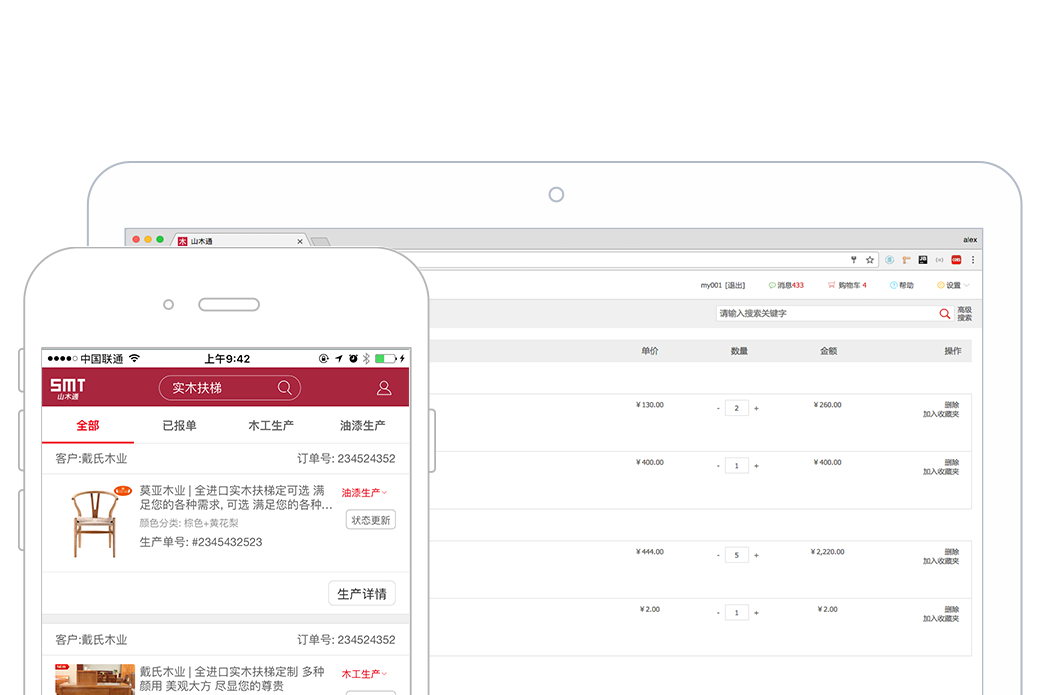 山木通
alex
my001 [退出] 消息433 购物车 4 帮助 设置
请输入搜索关键字
高级
搜索
单价 数量 金额 操作
¥130.00 - 2 + ¥260.00 删除
加入收藏夹
¥400.00 - 1 + ¥400.00 删除
加入收藏夹
¥444.00 - 5 + ¥2,220.00 删除
加入收藏夹
¥2.00 - 1 + ¥2.00 删除
加入收藏夹
中国联通 上午9:42
SMT
山木通
实木扶梯
全部 已报单 木工生产 油漆生产
客户:戴氏木业 订单号: 234524352
莫亚木业 | 全进口实木扶梯定可选 满
足您的各种需求, 可选 满足您的各种...
颜色分类: 棕色+黄花梨
生产单号: #2345432523
油漆生产
状态更新
生产详情
客户:戴氏木业 订单号: 234524352
NEW
戴氏木业 | 全进口实木扶梯定制 多种
颜用 美观大方 尽显您的尊贵
木工生产